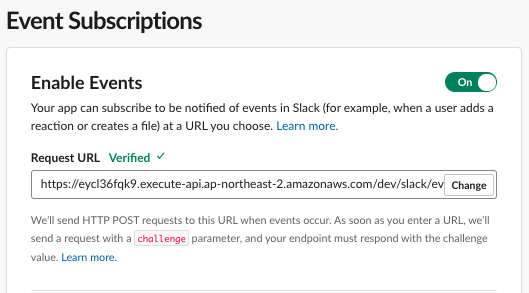 Event Subscriptions
Enable Events
On
Your app can subscribe to be notified of events in Slack (for example, when a user adds a
reaction or creates a file) at a URL you choose. Learn more.
Request URL Verified ✓
https://eycl36fqk9.execute-api.ap-northeast-2.amazonaws.com/dev/slack/ev Change
We'll send HTTP POST requests to this URL when events occur. As soon as you enter a URL, we'll
send a request with a challenge parameter, and your endpoint must respond with the challenge
value. Learn more.